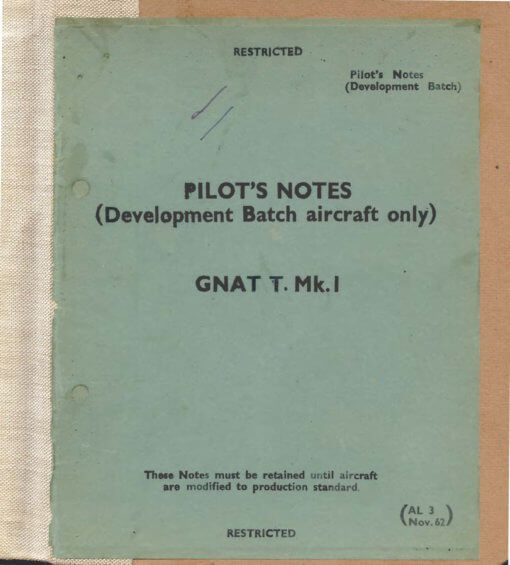 RESTRICTED
Pilot's Notes
(Development Batch)
PILOT'S NOTES
(Development Batch aircraft only)
GNAT T. Mk.I
These Notes must be retained until aircraft
are modified to production standard.
(AL 3
Nov. 62)
RESTRICTED